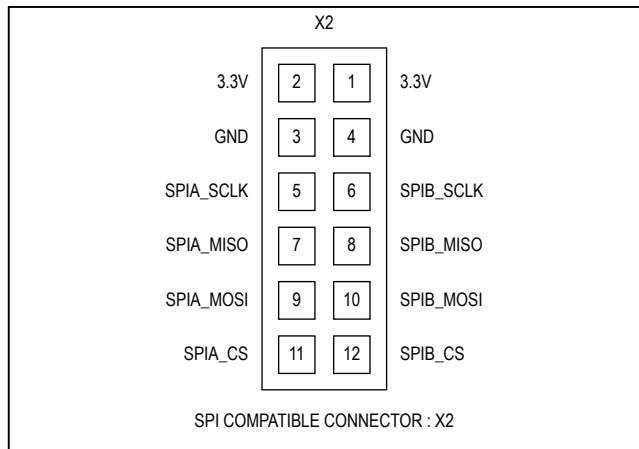 X2
3.3V 2 1 3.3V
GND 3 4 GND
SPIA_SCLK 5 6 SPIB_SCLK
SPIA_MISO 7 8 SPIB_MISO
SPIA_MOSI 9 10 SPIB_MOSI
SPIA_CS 11 12 SPIB_CS
SPI COMPATIBLE CONNECTOR : X2